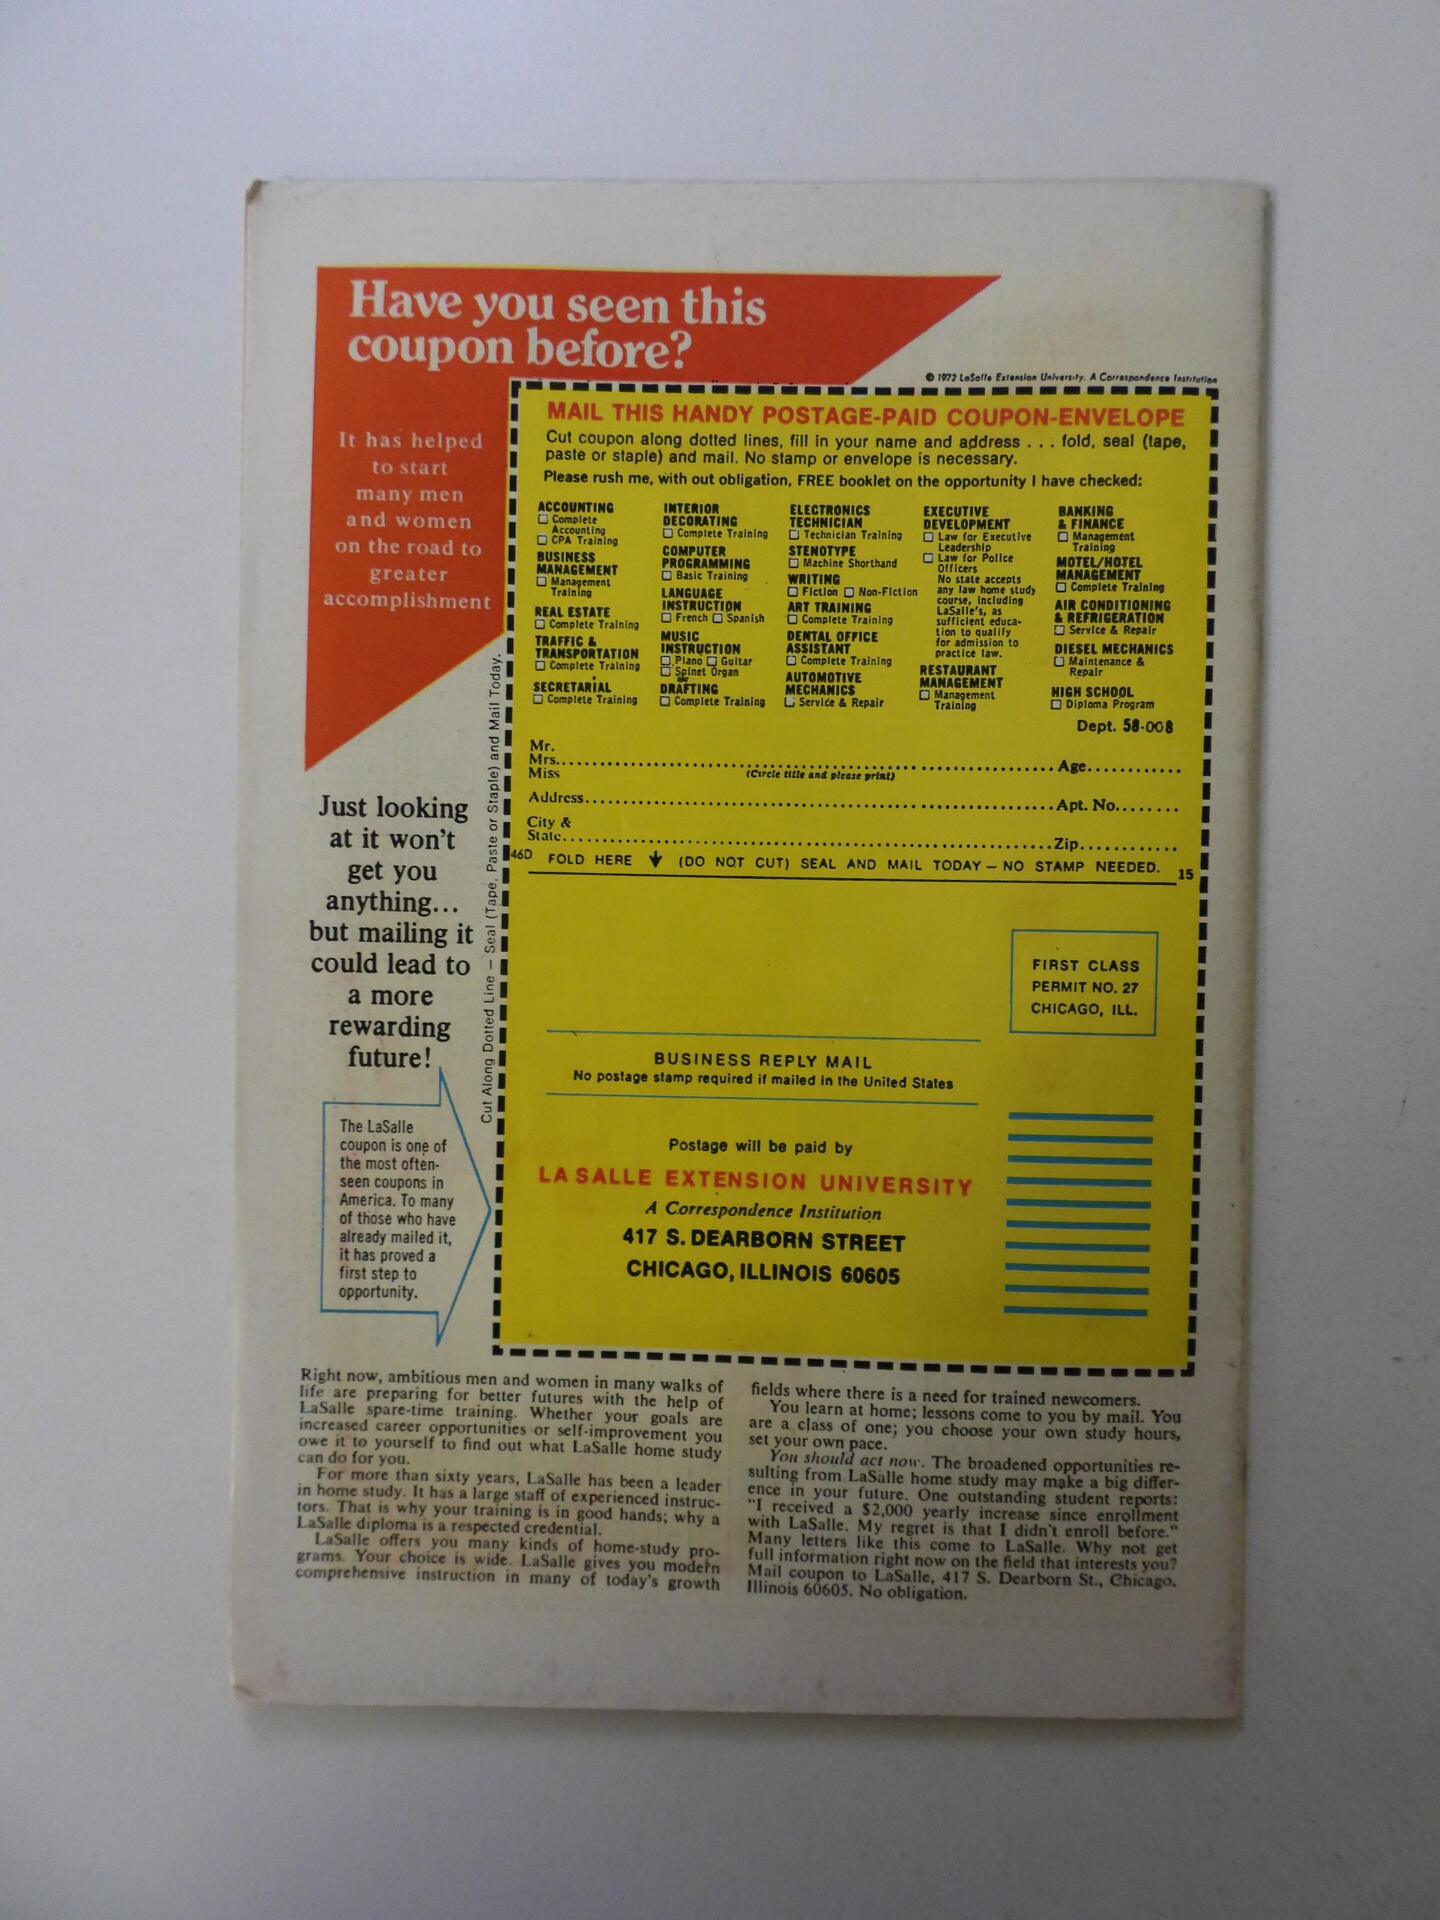 Have you seen this
coupon before?
It has helped
to start
many men
and women
on the road to
greater
accomplishment
© 1972 LaSalle Extension University. A Correspondence Institution
MAIL THIS HANDY POSTAGE-PAID COUPON-ENVELOPE
Cut coupon along dotted lines, fill in your name and address . . . fold, seal (tape,
paste or staple) and mail. No stamp or envelope is necessary.
Please rush me, with out obligation, FREE booklet on the opportunity I have checked:
ACCOUNTING
☐ Complete
Accounting
☐ CPA Training
BUSINESS
MANAGEMENT
☐ Management
Training
REAL ESTATE
☐ Complete Training
TRAFFIC &
TRANSPORTATION
☐ Complete Training
SECRETARIAL
☐ Complete Training
INTERIOR
DECORATING
☐ Complete Training
COMPUTER
PROGRAMMING
☐ Basic Training
LANGUAGE
INSTRUCTION
☐ French ☐ Spanish
MUSIC
INSTRUCTION
☐ Piano ☐ Guitar
☐ Spinet Organ
DRAFTING
☐ Complete Training
ELECTRONICS
TECHNICIAN
☐ Technician Training
STENOTYPE
☐ Machine Shorthand
WRITING
☐ Fiction ☐ Non-Fiction
ART TRAINING
☐ Complete Training
DENTAL OFFICE
ASSISTANT
☐ Complete Training
AUTOMOTIVE
MECHANICS
☐ Service & Repair
EXECUTIVE
DEVELOPMENT
☐ Law for Executive
Leadership
☐ Law for Police
Officers
No state accepts
any law home study
course, including
LaSalle's, as
sufficient educa-
tion to qualify
for admission to
practice law.
RESTAURANT
MANAGEMENT
☐ Management
Training
BANKING
& FINANCE
☐ Management
Training
MOTEL/HOTEL
MANAGEMENT
☐ Complete Training
AIR CONDITIONING
& REFRIGERATION
☐ Service & Repair
DIESEL MECHANICS
☐ Maintenance &
Repair
HIGH SCHOOL
☐ Diploma Program
Dept. 58-008
Mr.
Mrs. Age
Miss (Circle title and please print)
Address Apt. No.
City &
State Zip
46D FOLD HERE ↓ (DO NOT CUT) SEAL AND MAIL TODAY — NO STAMP NEEDED. 15
Cut Along Dotted Line — Seal (Tape, Paste or Staple) and Mail Today.
Just looking
at it won't
get you
anything...
but mailing it
could lead to
a more
rewarding
future!
FIRST CLASS
PERMIT NO. 27
CHICAGO, ILL.
BUSINESS REPLY MAIL
No postage stamp required if mailed in the United States
Postage will be paid by
LA SALLE EXTENSION UNIVERSITY
A Correspondence Institution
417 S. DEARBORN STREET
CHICAGO, ILLINOIS 60605
The LaSalle
coupon is one of
the most often-
seen coupons in
America. To many
of those who have
already mailed it,
it has proved a
first step to
opportunity.
Right now, ambitious men and women in many walks of
life are preparing for better futures with the help of
LaSalle spare-time training. Whether your goals are
increased career opportunities or self-improvement you
owe it to yourself to find out what LaSalle home study
can do for you.
For more than sixty years, LaSalle has been a leader
in home study. It has a large staff of experienced instruc-
tors. That is why your training is in good hands; why a
LaSalle diploma is a respected credential.
LaSalle offers you many kinds of home-study pro-
grams. Your choice is wide. LaSalle gives you modern
comprehensive instruction in many of today's growth
fields where there is a need for trained newcomers.
You learn at home; lessons come to you by mail. You
are a class of one; you choose your own study hours,
set your own pace.
You should act now. The broadened opportunities re-
sulting from LaSalle home study may make a big differ-
ence in your future. One outstanding student reports:
"I received a $2,000 yearly increase since enrollment
with LaSalle. My regret is that I didn't enroll before."
Many letters like this come to LaSalle. Why not get
full information right now on the field that interests you?
Mail coupon to LaSalle, 417 S. Dearborn St., Chicago,
Illinois 60605. No obligation.